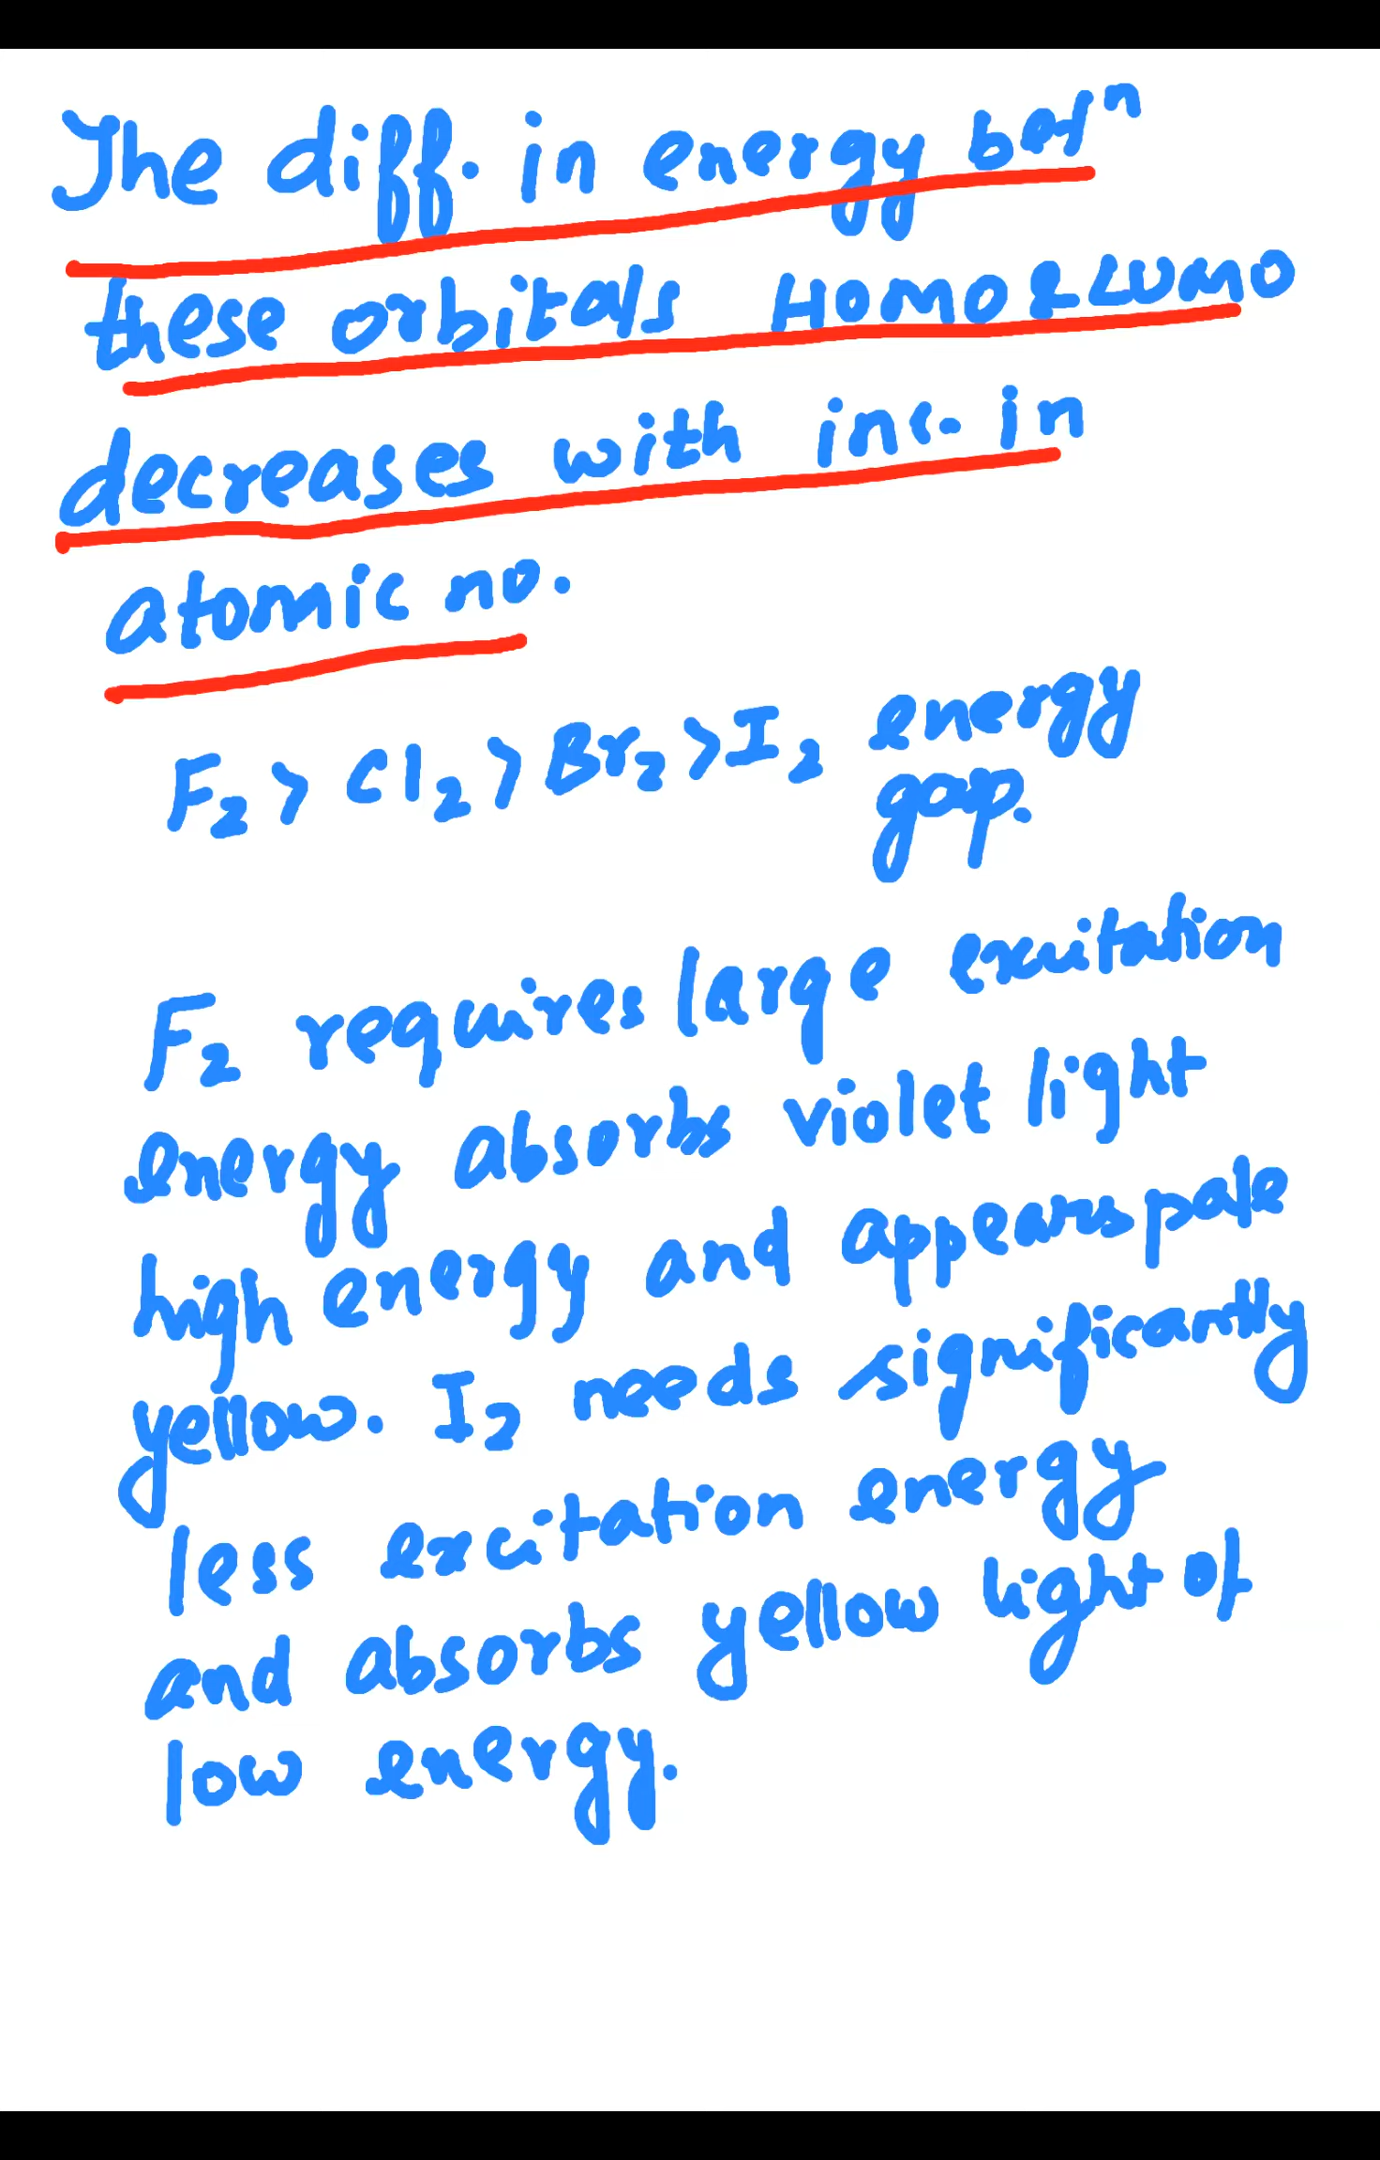 The diff. in energy betn
these orbitals HOMO & LUMO
decreases with inc. in
atomic no.
F2 > Cl2 > Br2 > I2 energy
gap.
F2 requires large excitation
energy absorbs violet light
high energy and appears pale
yellow. I2 needs significantly
less excitation energy
and absorbs yellow light of
low energy.